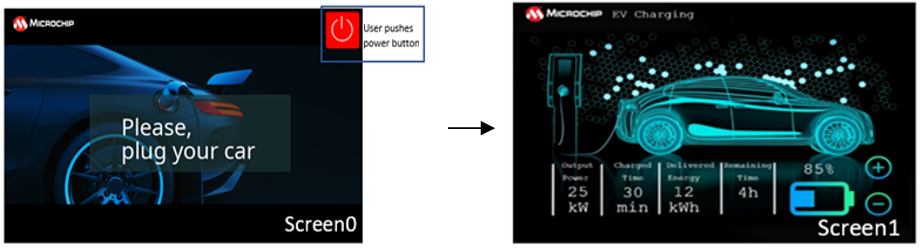 MICROCHIP
User pushes
power button
Please,
plug your car
Screen0
MICROCHIP EV Charging
Output Charged Delivered Remaining
Power Time Energy Time
25 30 12 4h
kW min kWh
85%
Screen1